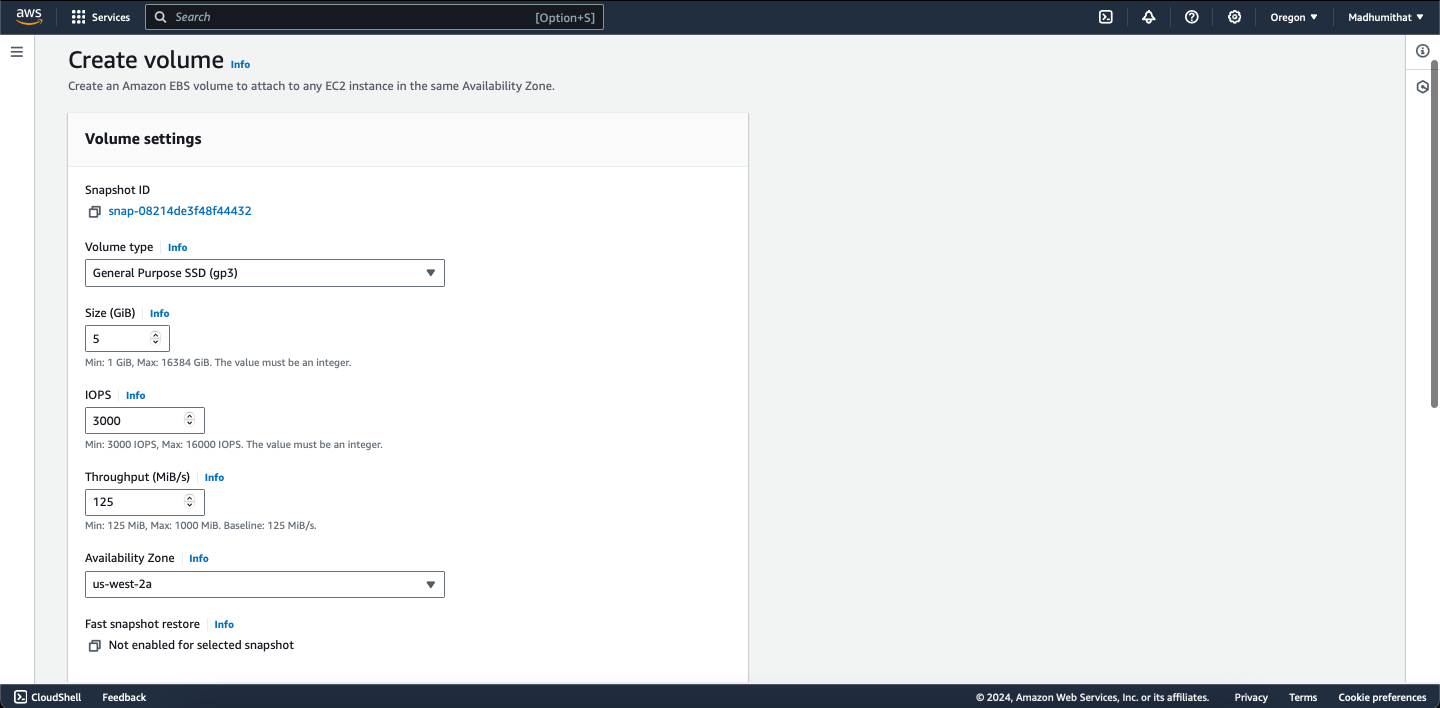 aws Services Search [Option+S] Oregon ▼ Madhumithat ▼
Create volume Info
Create an Amazon EBS volume to attach to any EC2 instance in the same Availability Zone.
Volume settings
Snapshot ID
snap-08214de3f48f44432
Volume type Info
General Purpose SSD (gp3)
Size (GiB) Info
5
Min: 1 GiB, Max: 16384 GiB. The value must be an integer.
IOPS Info
3000
Min: 3000 IOPS, Max: 16000 IOPS. The value must be an integer.
Throughput (MiB/s) Info
125
Min: 125 MiB, Max: 1000 MiB. Baseline: 125 MiB/s.
Availability Zone Info
us-west-2a
Fast snapshot restore Info
Not enabled for selected snapshot
CloudShell Feedback © 2024, Amazon Web Services, Inc. or its affiliates. Privacy Terms Cookie preferences